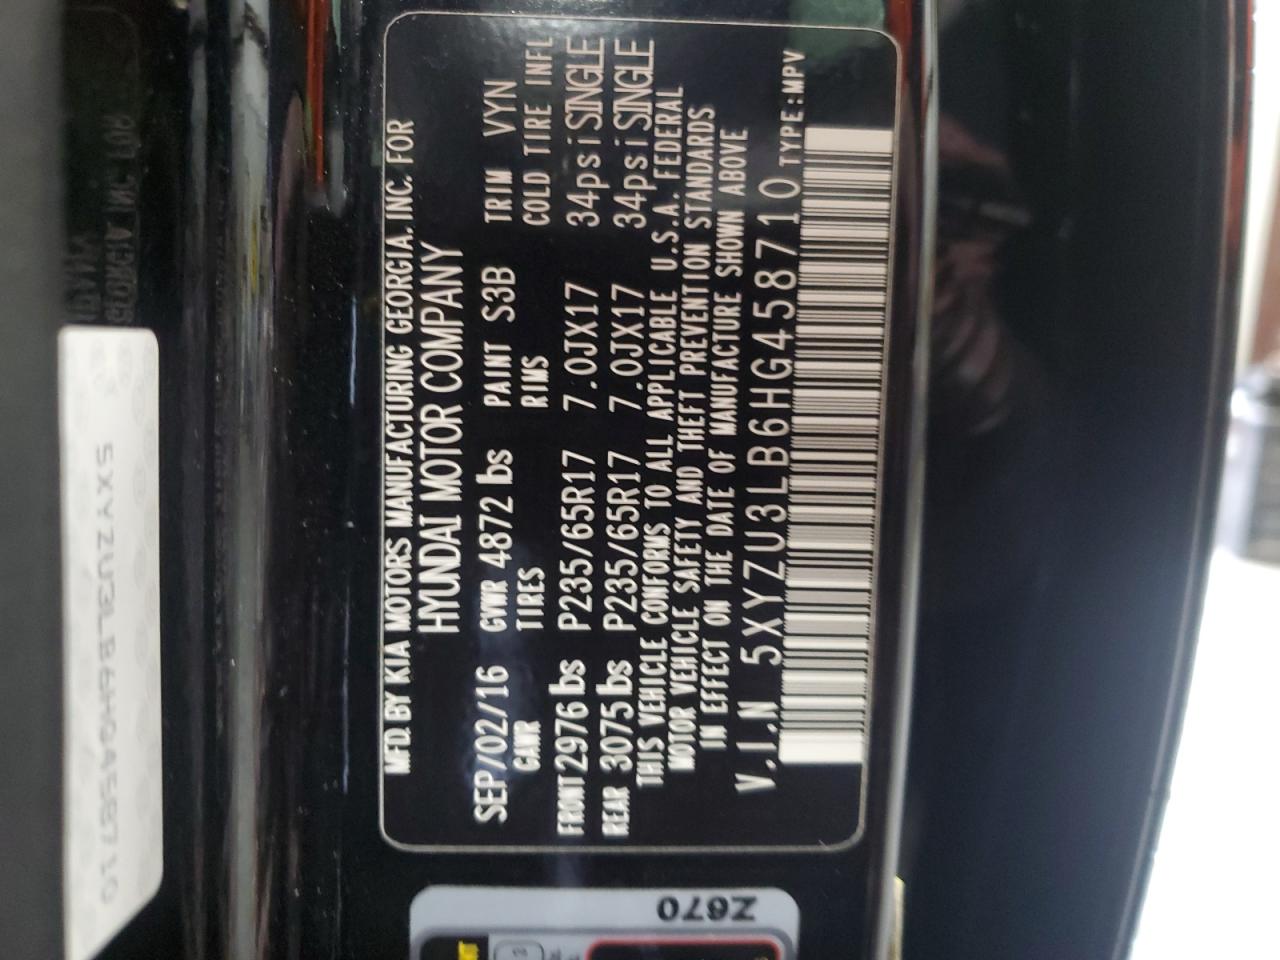 MFD. BY KIA MOTORS MANUFACTURING GEORGIA, INC. FOR
HYUNDAI MOTOR COMPANY
SEP/02/16 GVWR 4872 lbs PAINT S3B TRIM VYN
GAWR TIRES RIMS COLD TIRE INFL
FRONT 2976 lbs P235/65R17 7.0JX17 34psi SINGLE
REAR 3075 lbs P235/65R17 7.0JX17 34psi SINGLE
THIS VEHICLE CONFORMS TO ALL APPLICABLE U.S.A. FEDERAL
MOTOR VEHICLE SAFETY AND THEFT PREVENTION STANDARDS
IN EFFECT ON THE DATE OF MANUFACTURE SHOWN ABOVE
V.I.N 5XYZU3LB6HG458710 TYPE:MPV
5XYZU3LB6HG458710
Z670